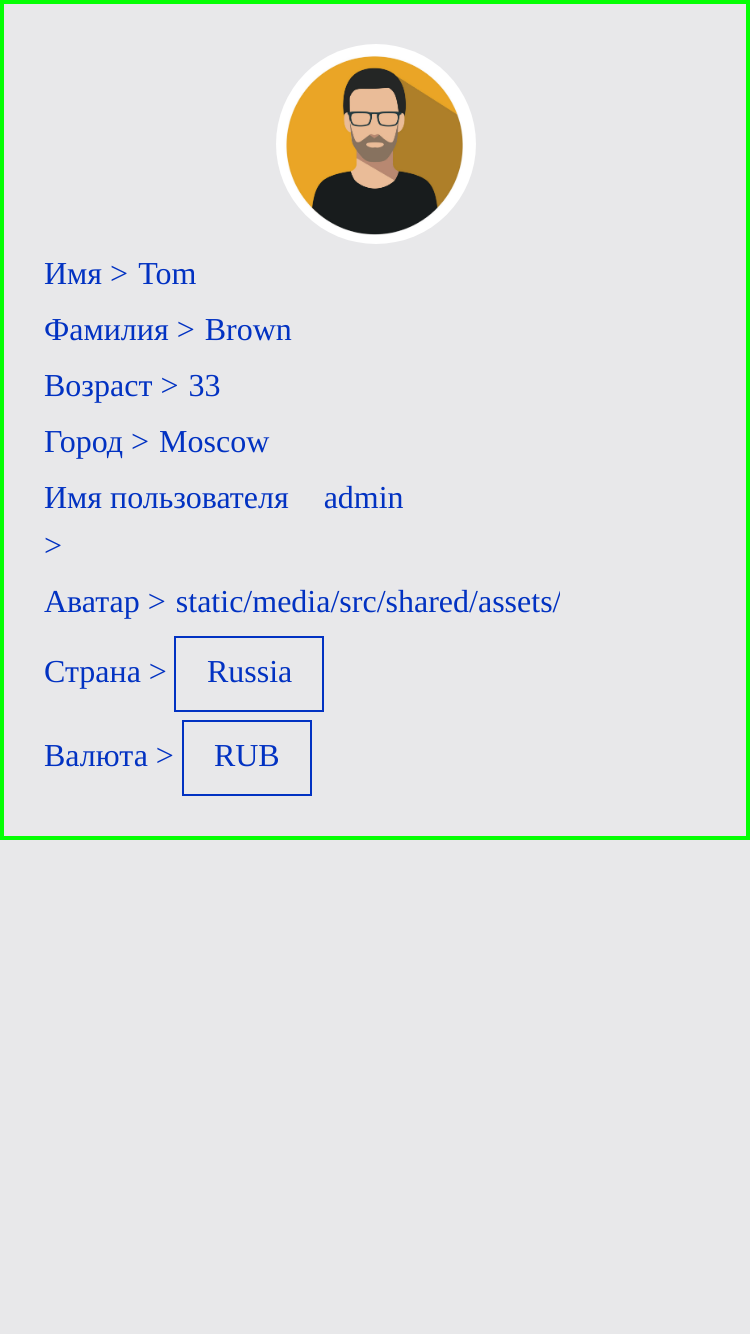 Имя > Tom
Фамилия > Brown
Возраст > 33
Город > Moscow
Имя пользователя admin
>
Аватар > static/media/src/shared/assets/
Страна > Russia
Валюта > RUB